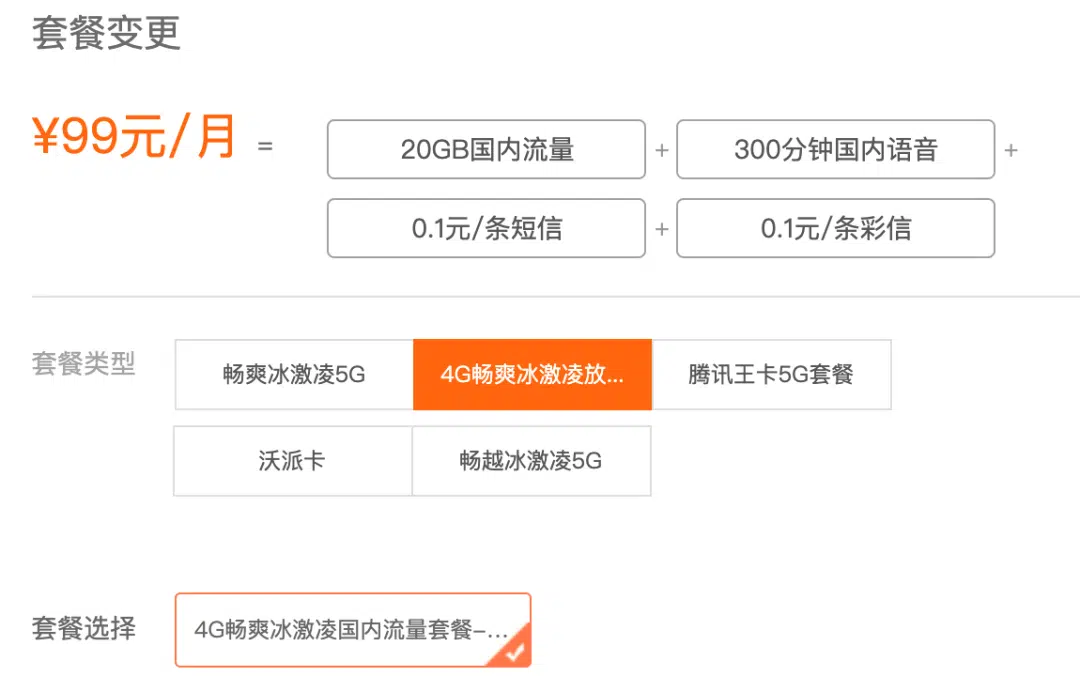 套餐变更
¥99元/月 = 20GB国内流量 + 300分钟国内语音 +
0.1元/条短信 + 0.1元/条彩信
套餐类型 畅爽冰激凌5G 4G畅爽冰激凌放... 腾讯王卡5G套餐
沃派卡 畅越冰激凌5G
套餐选择 4G畅爽冰激凌国内流量套餐-...